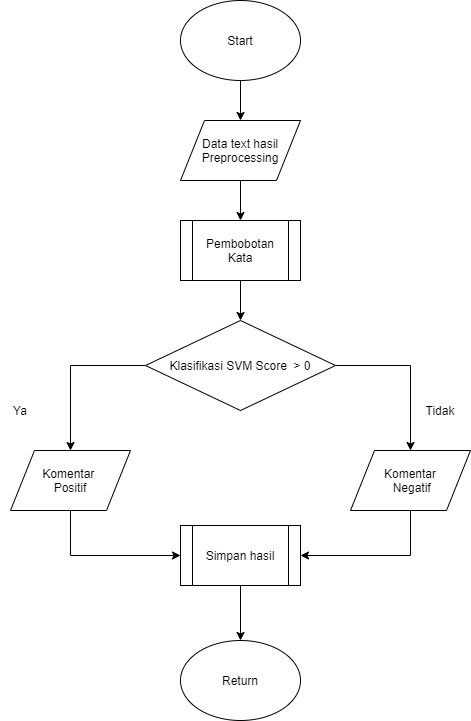 Start
Data text hasil
Preprocessing
Pembobotan
Kata
Klasifikasi SVM Score > 0
Ya
Tidak
Komentar
Positif
Komentar
Negatif
Simpan hasil
Return